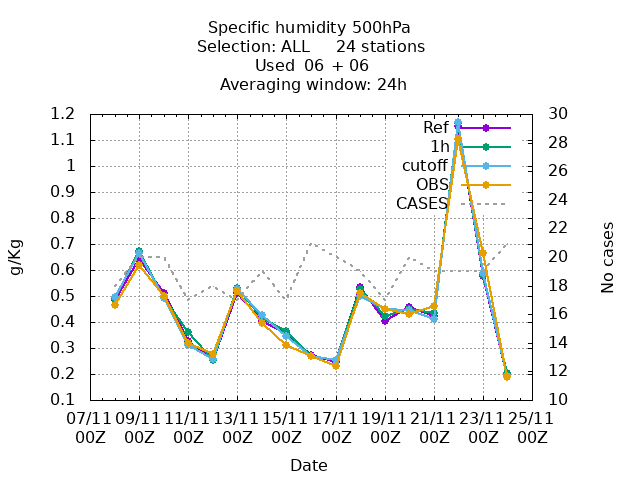 Specific humidity 500hPa
Selection: ALL 24 stations
Used 06 + 06
Averaging window: 24h
1.2
1.1
1
0.9
0.8
0.7
0.6
0.5
0.4
0.3
0.2
0.1
g/Kg
30
28
26
24
22
20
18
16
14
12
10
No cases
Ref
1h
cutoff
OBS
CASES
07/11 09/11 11/11 13/11 15/11 17/11 19/11 21/11 23/11 25/11
00Z 00Z 00Z 00Z 00Z 00Z 00Z 00Z 00Z 00Z
Date